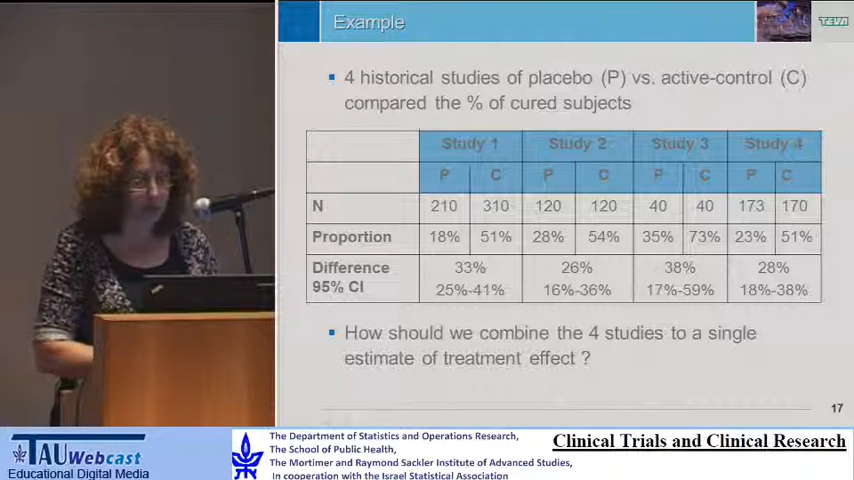 Example
TEVA
4 historical studies of placebo (P) vs. active-control (C)
compared the % of cured subjects
Study 1 Study 2 Study 3 Study 4
P C P C P C P C
N 210 310 120 120 40 40 173 170
Proportion 18% 51% 28% 54% 35% 73% 23% 51%
Difference 33% 26% 38% 28%
95% CI 25%-41% 16%-36% 17%-59% 18%-38%
How should we combine the 4 studies to a single
estimate of treatment effect ?
17
TAU Webcast
Educational Digital Media
The Department of Statistics and Operations Research,
The School of Public Health,
The Mortimer and Raymond Sackler Institute of Advanced Studies,
In cooperation with the Israel Statistical Association
Clinical Trials and Clinical Research